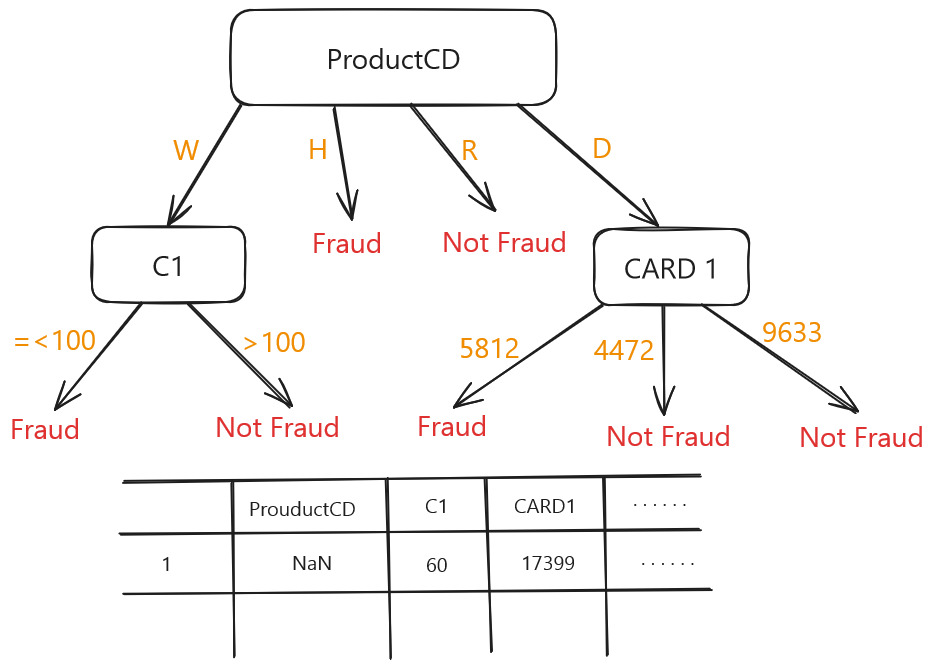 ProductCD
W
H
R
D
Fraud
Not Fraud
C1
CARD 1
=<100
>100
5812
4472
9633
Fraud
Not Fraud
Fraud
Not Fraud
Not Fraud
ProuductCD C1 CARD1 ······
1 NaN 60 17399 ······